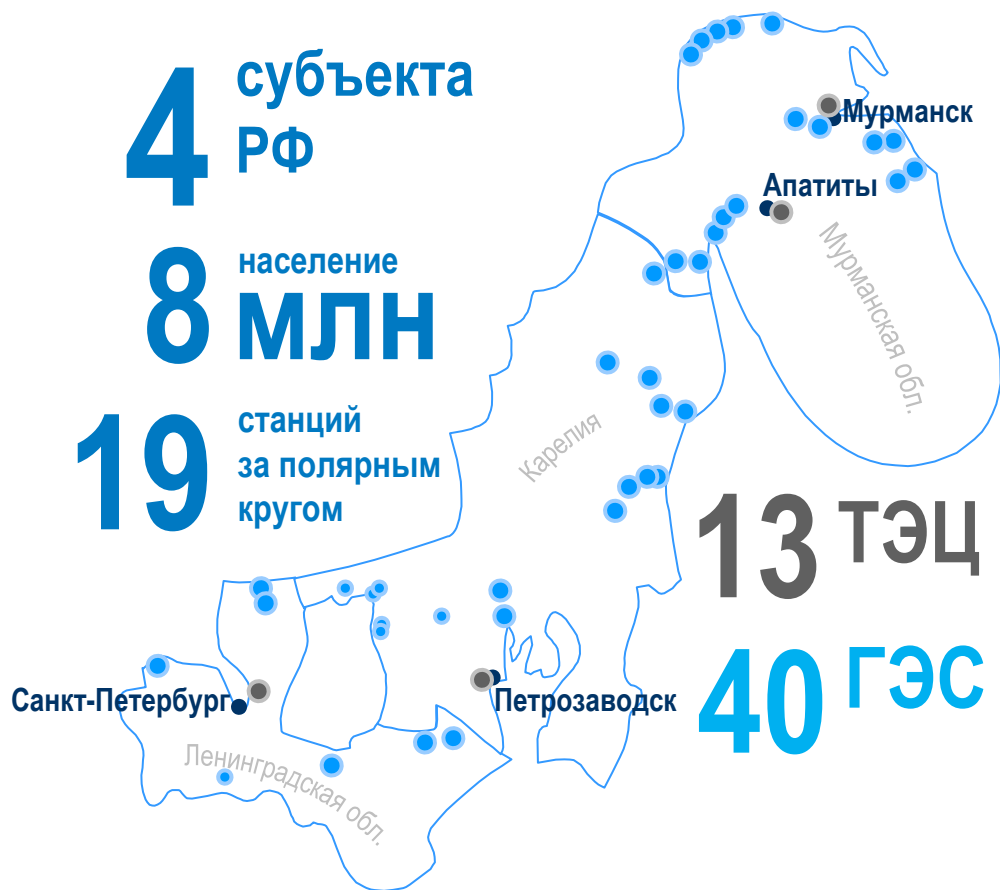 4 субъекта
РФ
8 население
млн
19 станций
за полярным
кругом
Мурманск
Апатиты
Мурманская обл.
Карелия
13 ТЭЦ
40 ГЭС
Санкт-Петербург
Петрозаводск
Ленинградская обл.